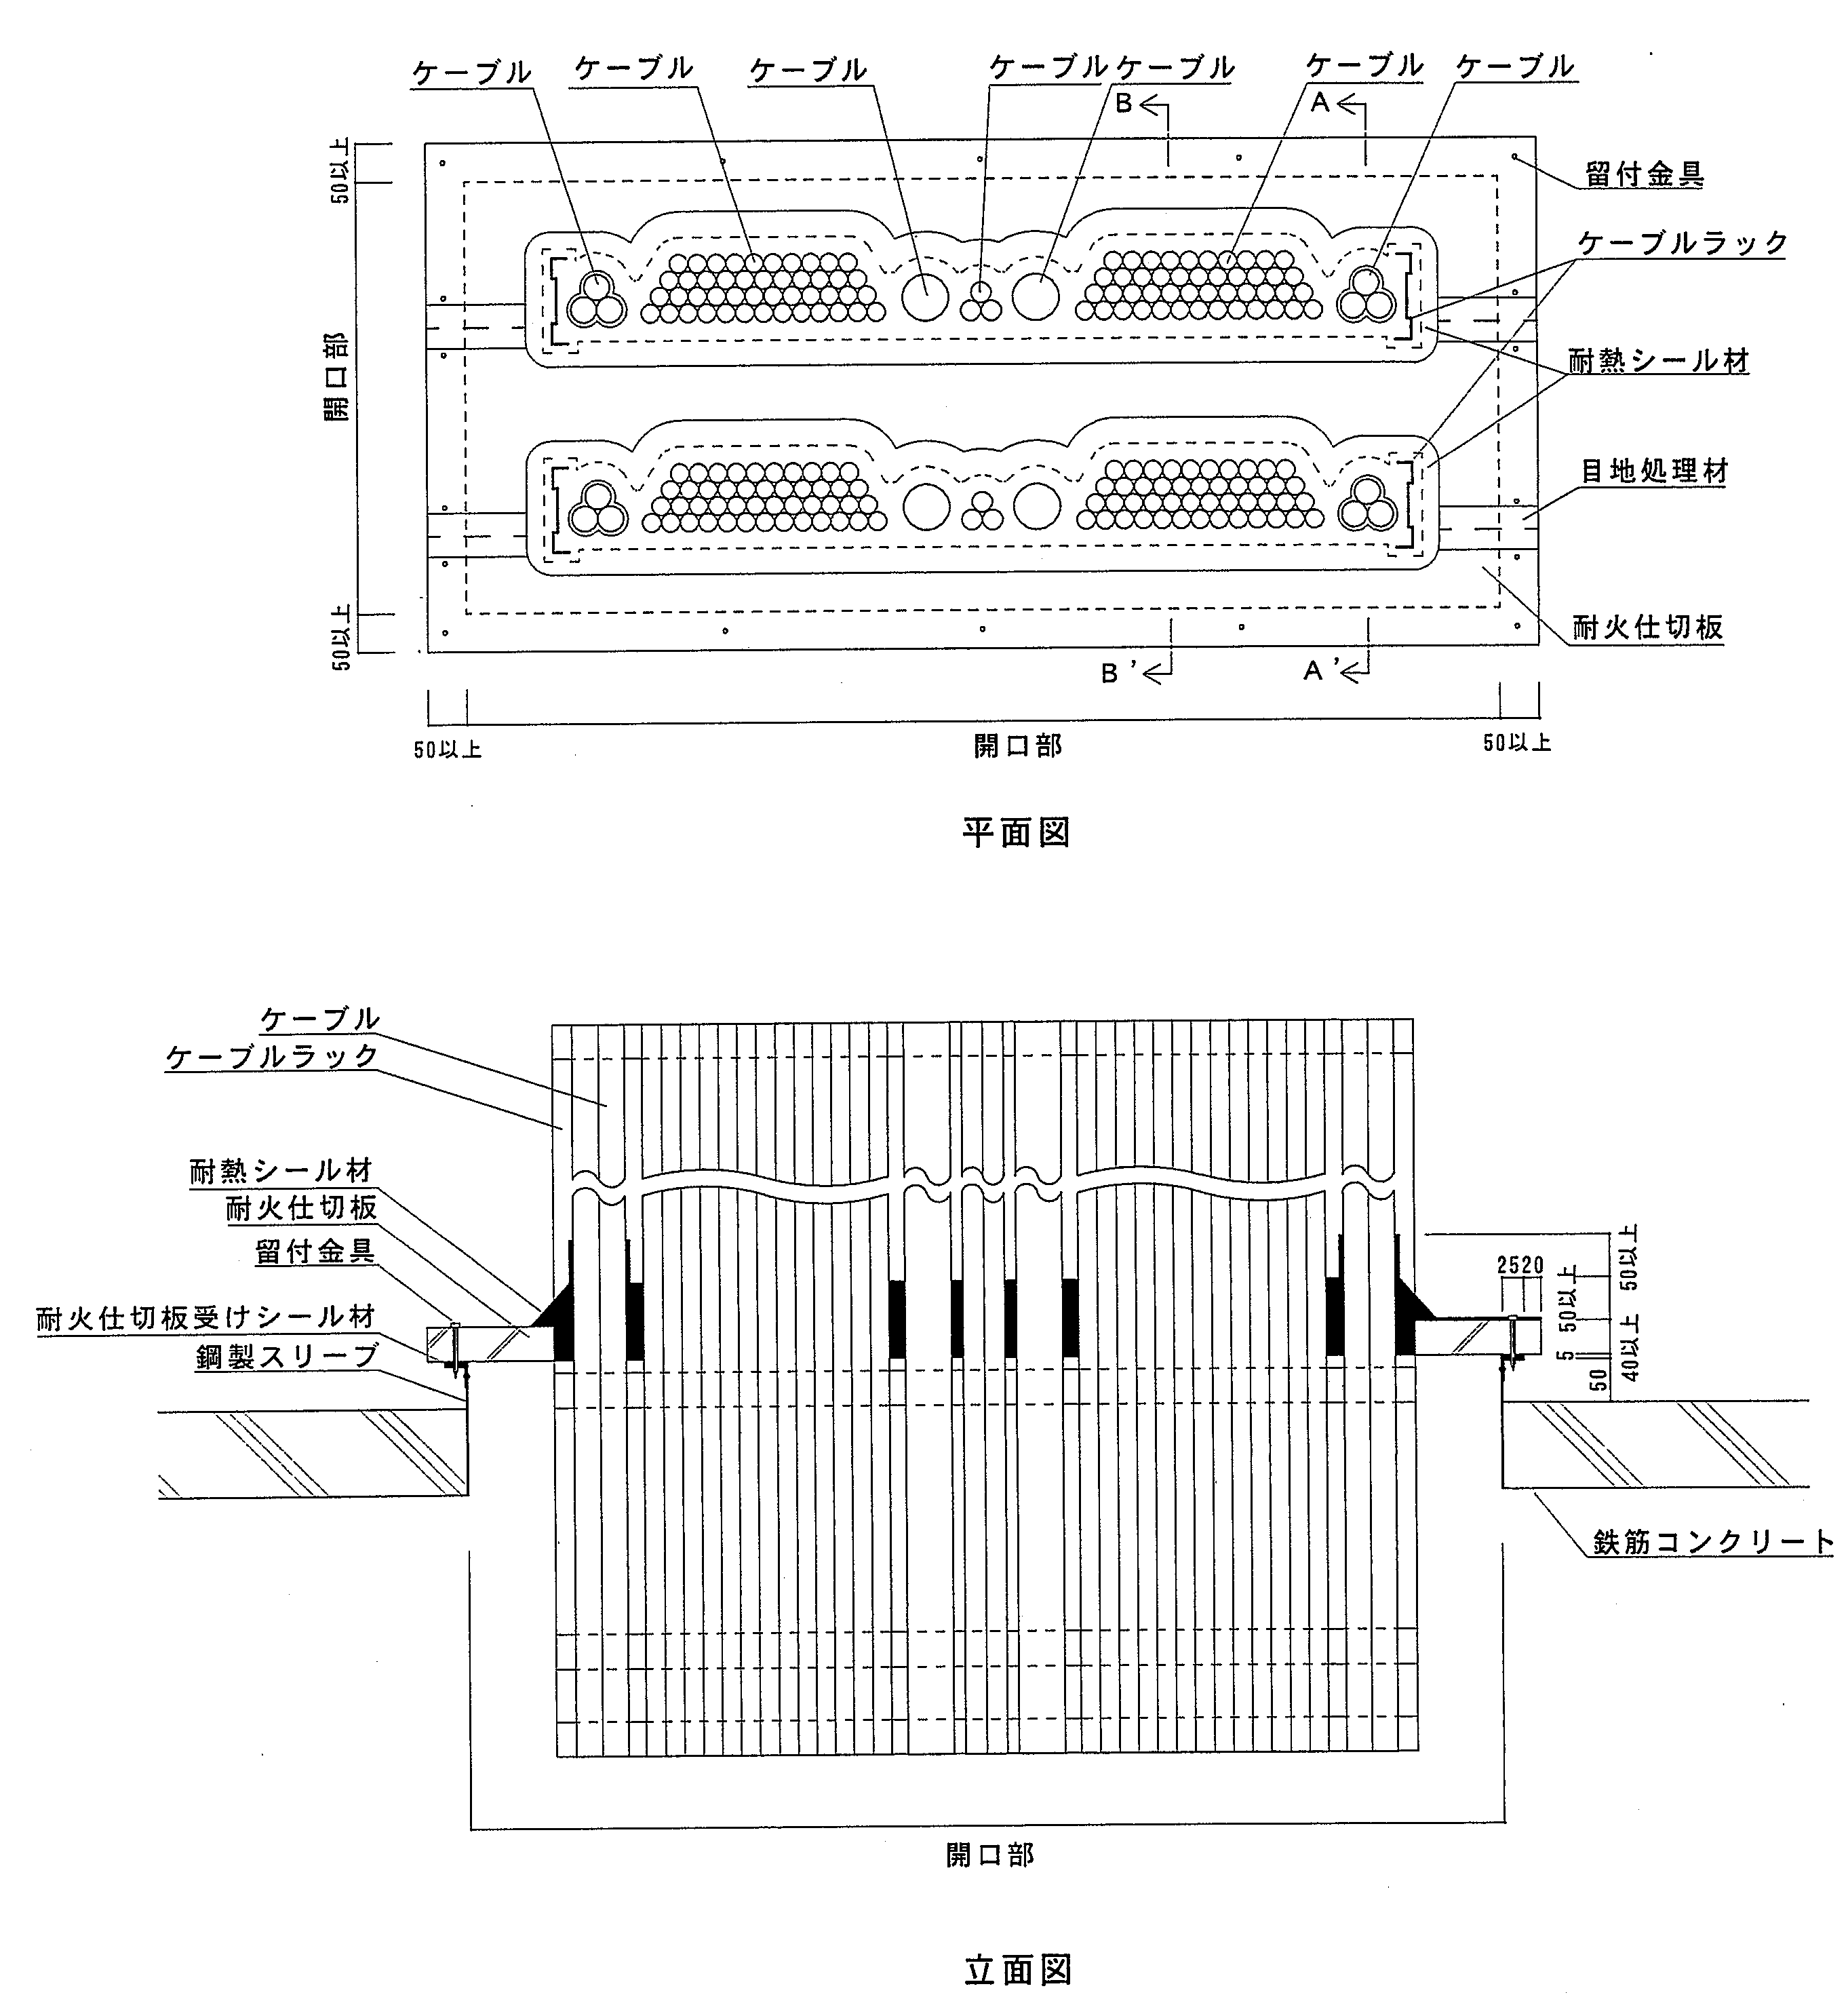 ケーブル
ケーブル
ケーブル
ケーブル
ケーブル
ケーブル
ケーブル
B
A
50以上
留付金具
ケーブルラック
開口部
耐熱シール材
目地処理材
50以上
耐火仕切板
B'
A'
50以上
開口部
50以上
平面図
ケーブル
ケーブルラック
耐熱シール材
耐火仕切板
留付金具
耐火仕切板受けシール材
鋼製スリーブ
2520
50以上
50以上
5
50
40以上
鉄筋コンクリート
開口部
立面図